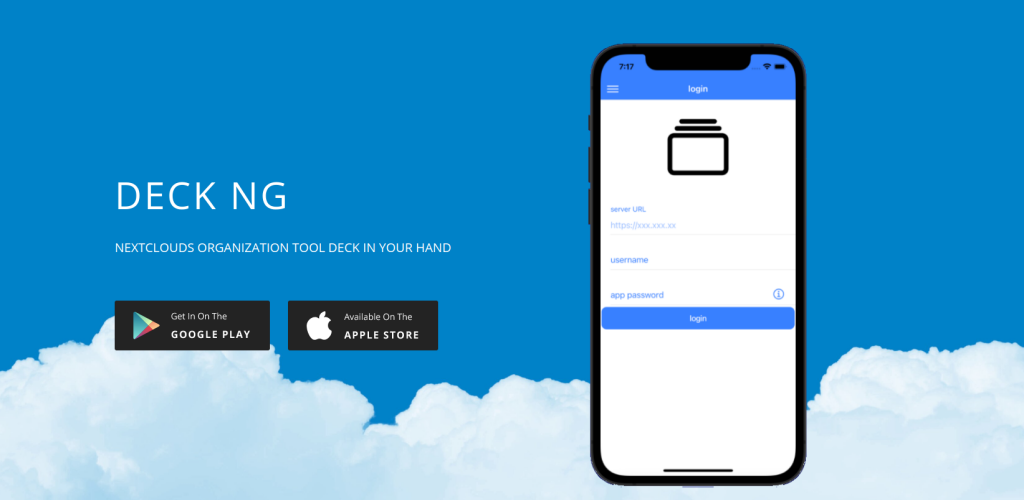 DECK NG
NEXTCLOUDS ORGANIZATION TOOL DECK IN YOUR HAND
Get In On The
GOOGLE PLAY
Available On The
APPLE STORE
7:17
login
server URL
https://xxx.xxx.xx
username
app password
login